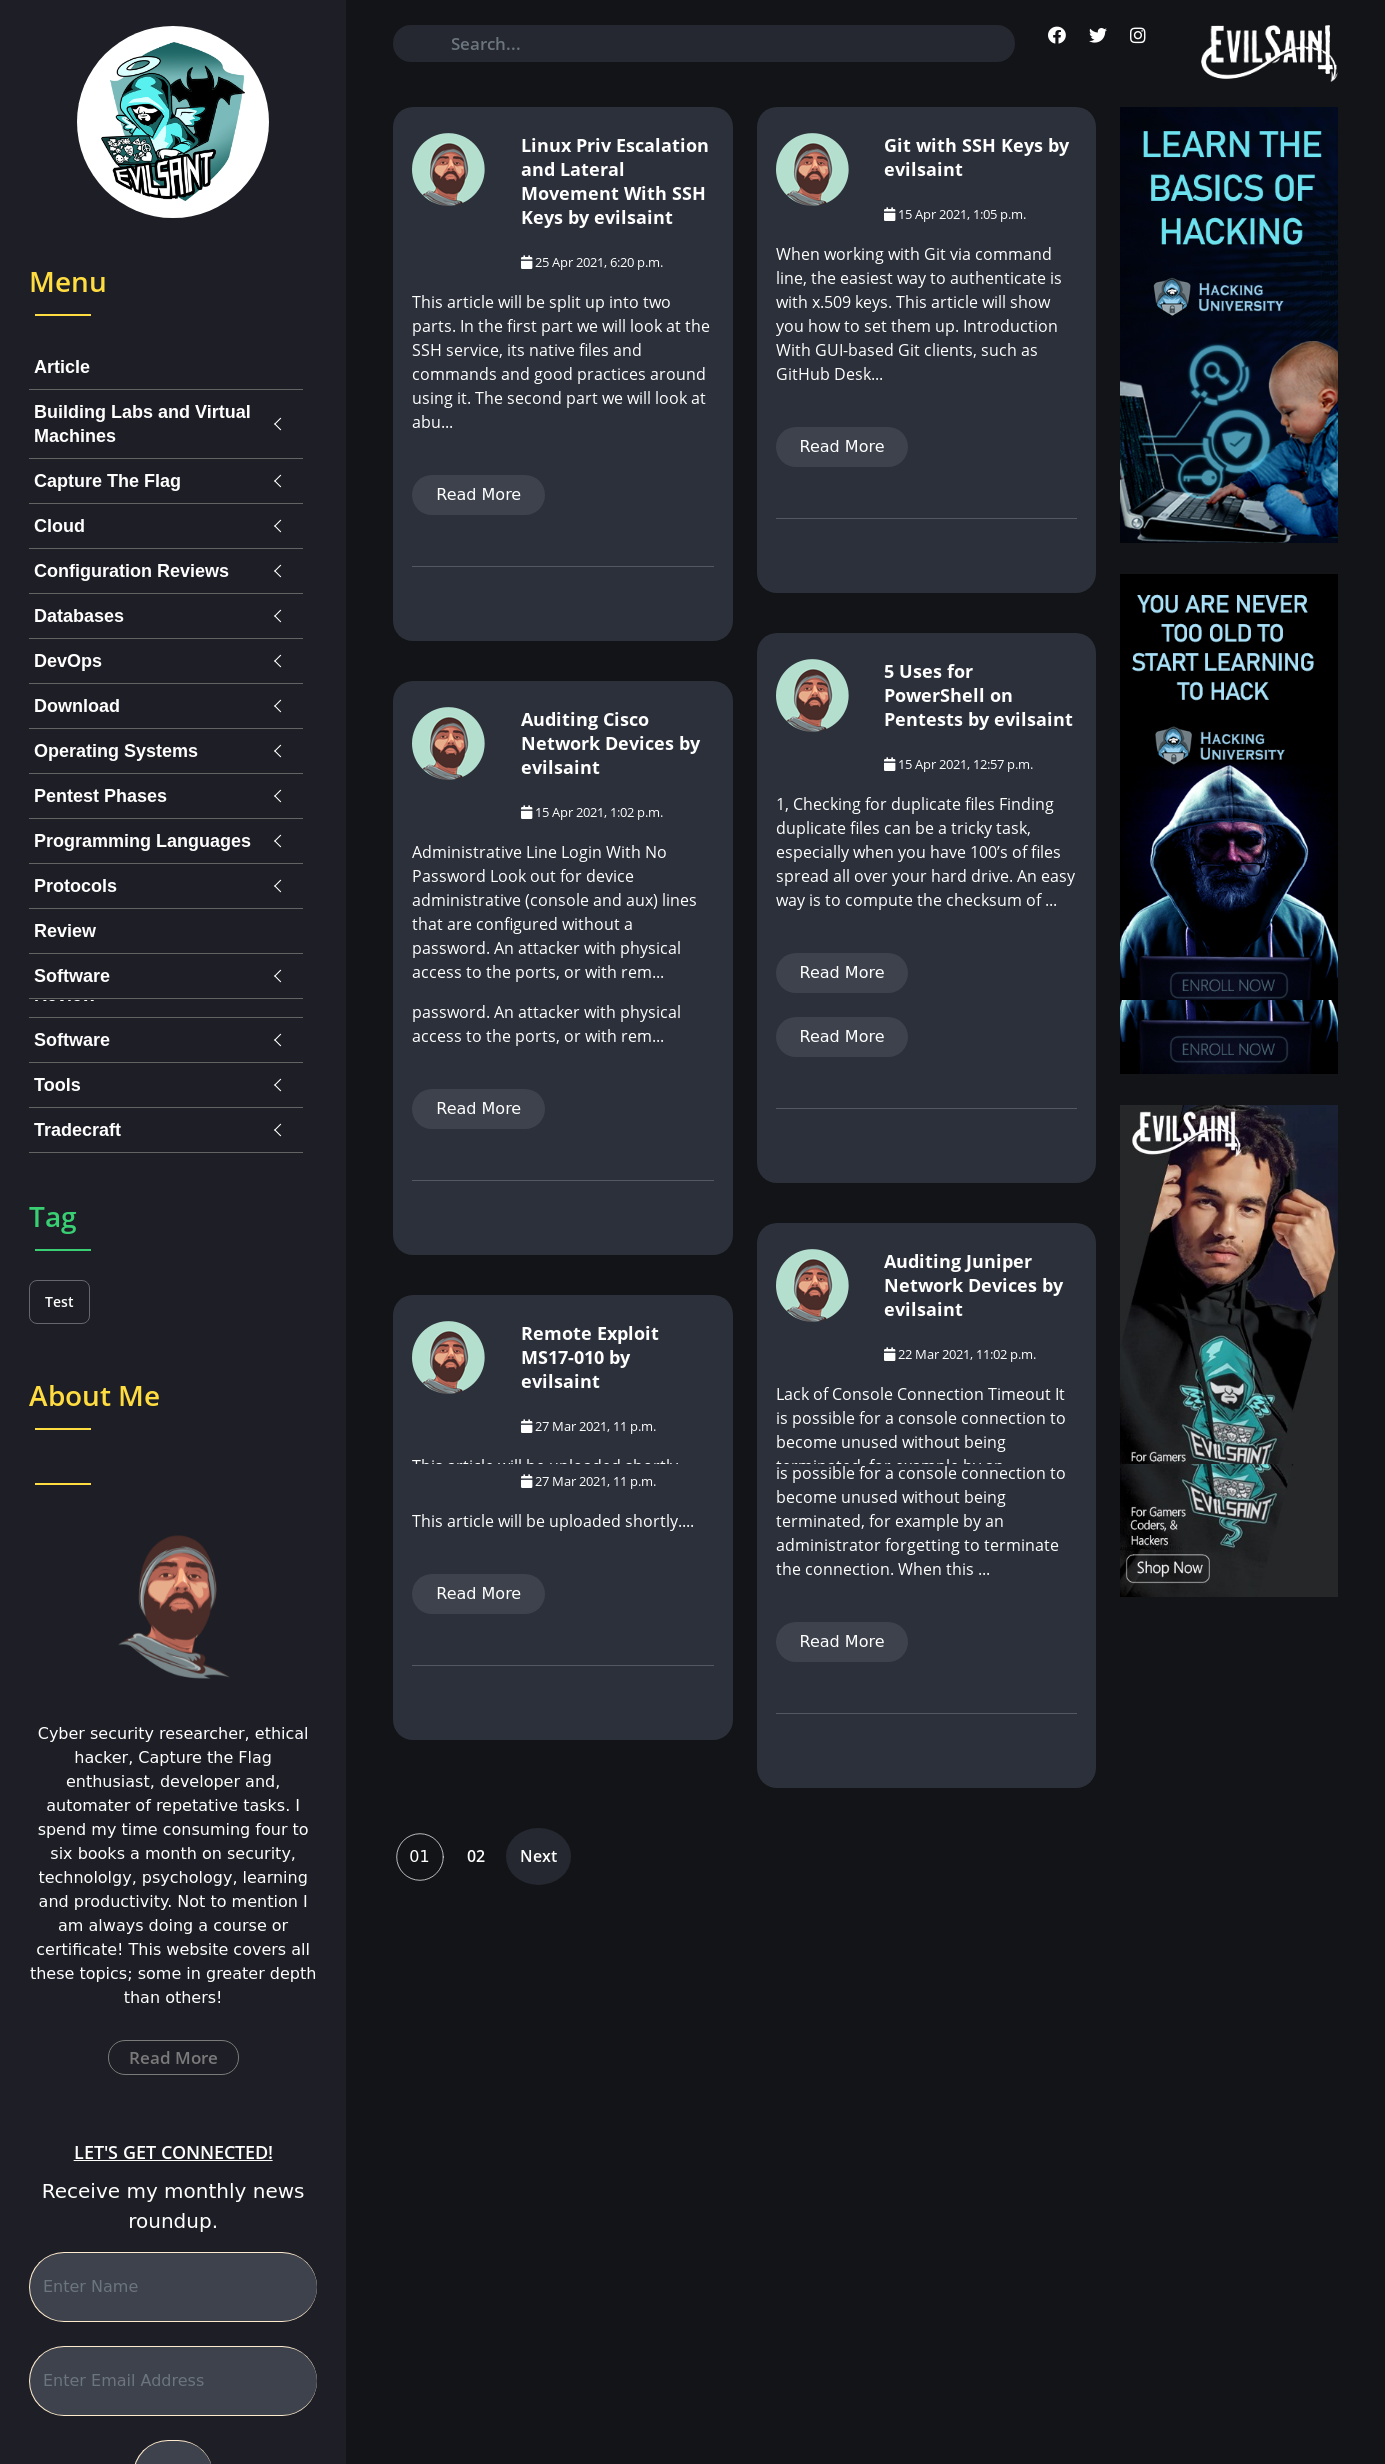 EVILSAINT
Menu
Article
Building Labs and Virtual
Machines
Capture The Flag
Cloud
Configuration Reviews
Databases
DevOps
Download
Operating Systems
Pentest Phases
Programming Languages
Protocols
Review
Software
Software
Tools
Tradecraft
Tag
Test
About Me
Cyber security researcher, ethical
hacker, Capture the Flag
enthusiast, developer and,
automater of repetative tasks. I
spend my time consuming four to
six books a month on security,
technololgy, psychology, learning
and productivity. Not to mention I
am always doing a course or
certificate! This website covers all
these topics; some in greater depth
than others!
Read More
LET'S GET CONNECTED!
Receive my monthly news
roundup.
Enter Name
Enter Email Address
Search...
EVILSAINT
Linux Priv Escalation
and Lateral
Movement With SSH
Keys by evilsaint
25 Apr 2021, 6:20 p.m.
This article will be split up into two
parts. In the first part we will look at the
SSH service, its native files and
commands and good practices around
using it. The second part we will look at
abu...
Read More
Auditing Cisco
Network Devices by
evilsaint
15 Apr 2021, 1:02 p.m.
Administrative Line Login With No
Password Look out for device
administrative (console and aux) lines
that are configured without a
password. An attacker with physical
access to the ports, or with rem...
password. An attacker with physical
access to the ports, or with rem...
Read More
Remote Exploit
MS17-010 by
evilsaint
27 Mar 2021, 11 p.m.
This article will be uploaded shortly....
27 Mar 2021, 11 p.m.
This article will be uploaded shortly....
Read More
Git with SSH Keys by
evilsaint
15 Apr 2021, 1:05 p.m.
When working with Git via command
line, the easiest way to authenticate is
with x.509 keys. This article will show
you how to set them up. Introduction
With GUI-based Git clients, such as
GitHub Desk...
Read More
5 Uses for
PowerShell on
Pentests by evilsaint
15 Apr 2021, 12:57 p.m.
1, Checking for duplicate files Finding
duplicate files can be a tricky task,
especially when you have 100’s of files
spread all over your hard drive. An easy
way is to compute the checksum of ...
Read More
Read More
Auditing Juniper
Network Devices by
evilsaint
22 Mar 2021, 11:02 p.m.
Lack of Console Connection Timeout It
is possible for a console connection to
become unused without being
terminated, for example by an
is possible for a console connection to
become unused without being
terminated, for example by an
administrator forgetting to terminate
the connection. When this ...
Read More
01
02
Next
LEARN THE
BASICS OF
HACKING
HACKING
UNIVERSITY
YOU ARE NEVER
TOO OLD TO
START LEARNING
TO HACK
HACKING
UNIVERSITY
ENROLL NOW
ENROLL NOW
EVILSAINT
EVILSAINT
For Gamers
EVILSAINT
For Gamers
Coders, &
Hackers
Shop Now